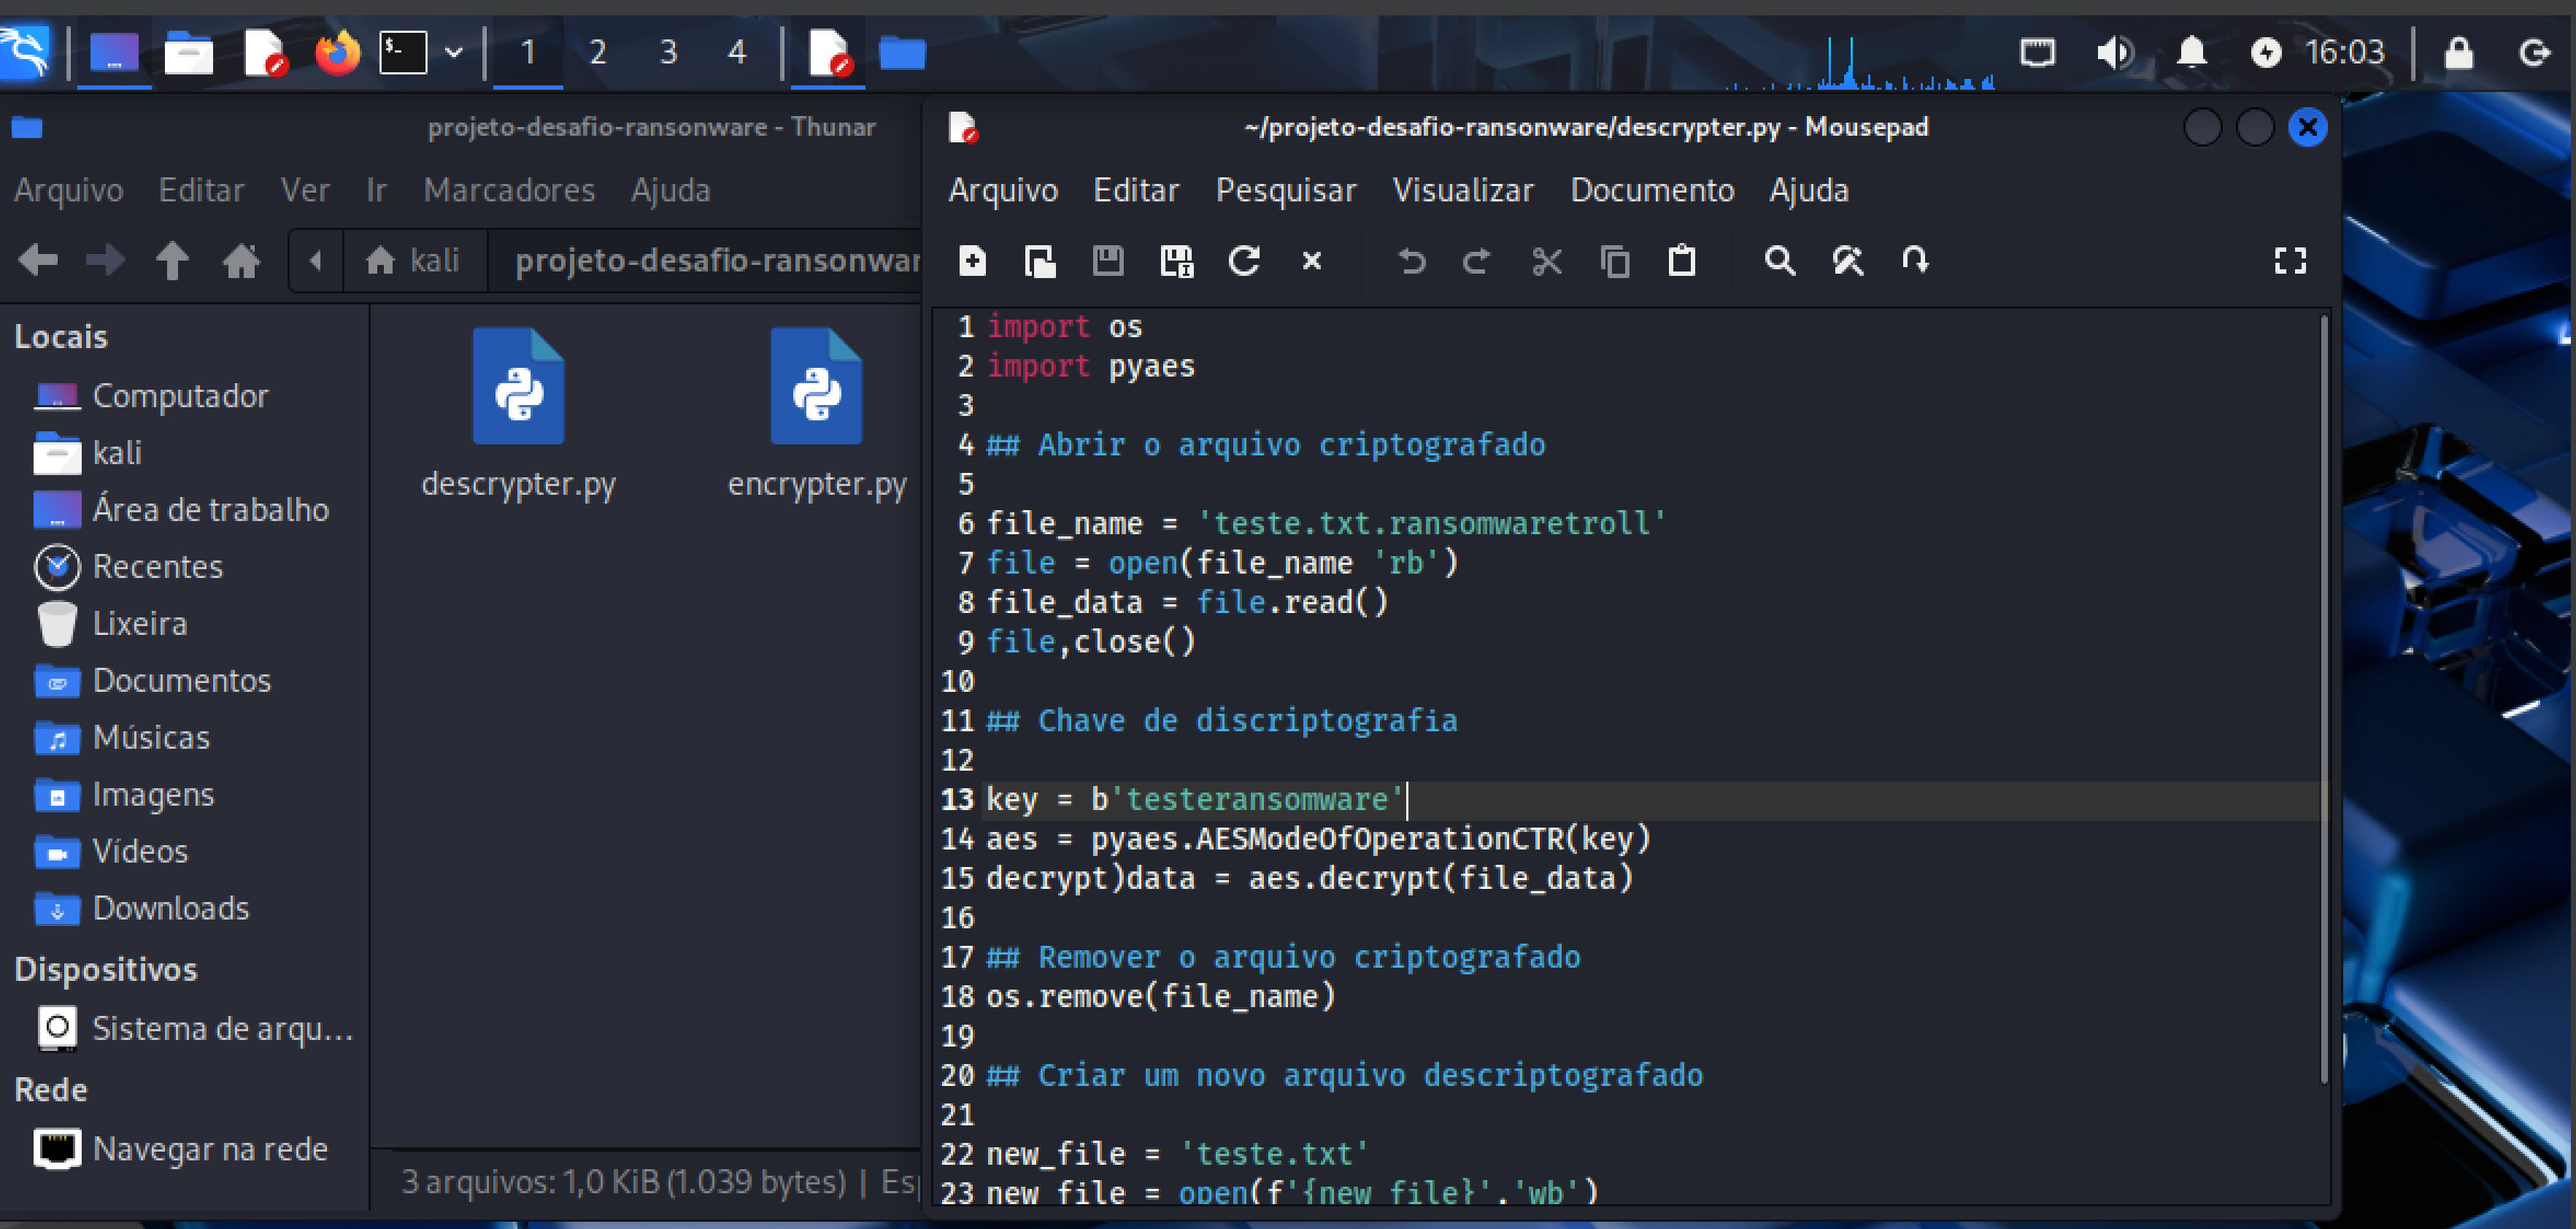 $-
1 2 3 4
16:03
projeto-desafio-ransonware - Thunar
Arquivo Editar Ver Ir Marcadores Ajuda
kali projeto-desafio-ransonwar
Locais
Computador
kali
Área de trabalho
Recentes
Lixeira
Documentos
Músicas
Imagens
Vídeos
Downloads
Dispositivos
Sistema de arqu...
Rede
Navegar na rede
descrypter.py
encrypter.py
3 arquivos: 1,0 KiB (1.039 bytes) | Es
~/projeto-desafio-ransonware/descrypter.py - Mousepad
Arquivo Editar Pesquisar Visualizar Documento Ajuda
1 import os
2 import pyaes
3
4 ## Abrir o arquivo criptografado
5
6 file_name = 'teste.txt.ransomwaretroll'
7 file = open(file_name 'rb')
8 file_data = file.read()
9 file,close()
10
11 ## Chave de discriptografia
12
13 key = b'testeransomware'
14 aes = pyaes.AESModeOfOperationCTR(key)
15 decrypt)data = aes.decrypt(file_data)
16
17 ## Remover o arquivo criptografado
18 os.remove(file_name)
19
20 ## Criar um novo arquivo descriptografado
21
22 new_file = 'teste.txt'
23 new_file = open(f'{new_file}','wb')